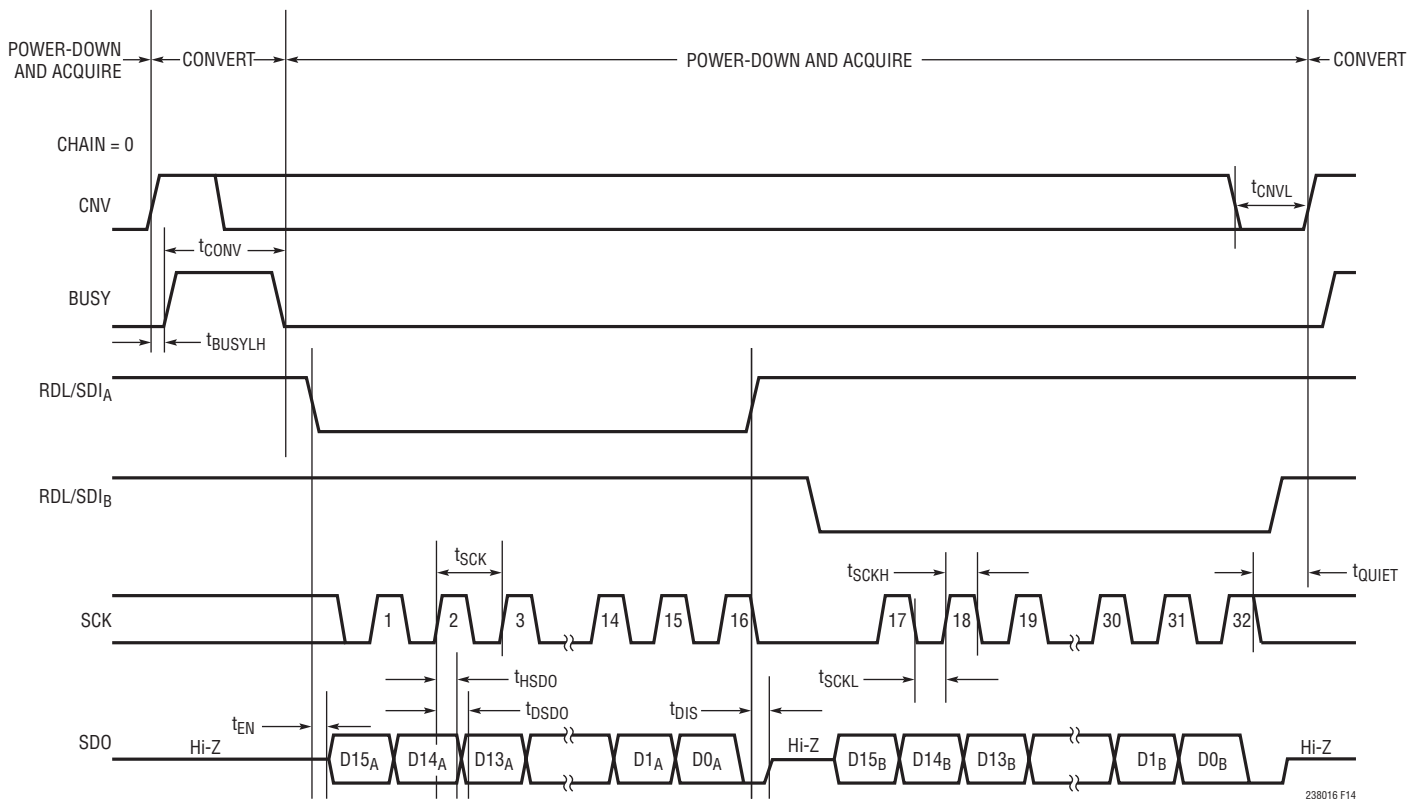 POWER-DOWN
AND ACQUIRE
CONVERT
POWER-DOWN AND ACQUIRE
CONVERT
CHAIN = 0
CNV
tCNVL
tCONV
BUSY
tBUSYLH
RDL/SDIA
RDL/SDIB
tSCK
tSCKH
tQUIET
SCK
1 2 3 14 15 16 17 18 19 30 31 32
tHSDO
tSCKL
tDSDO
tEN
tDIS
SDO
Hi-Z D15A D14A D13A D1A D0A Hi-Z D15B D14B D13B D1B D0B Hi-Z
238016 F14